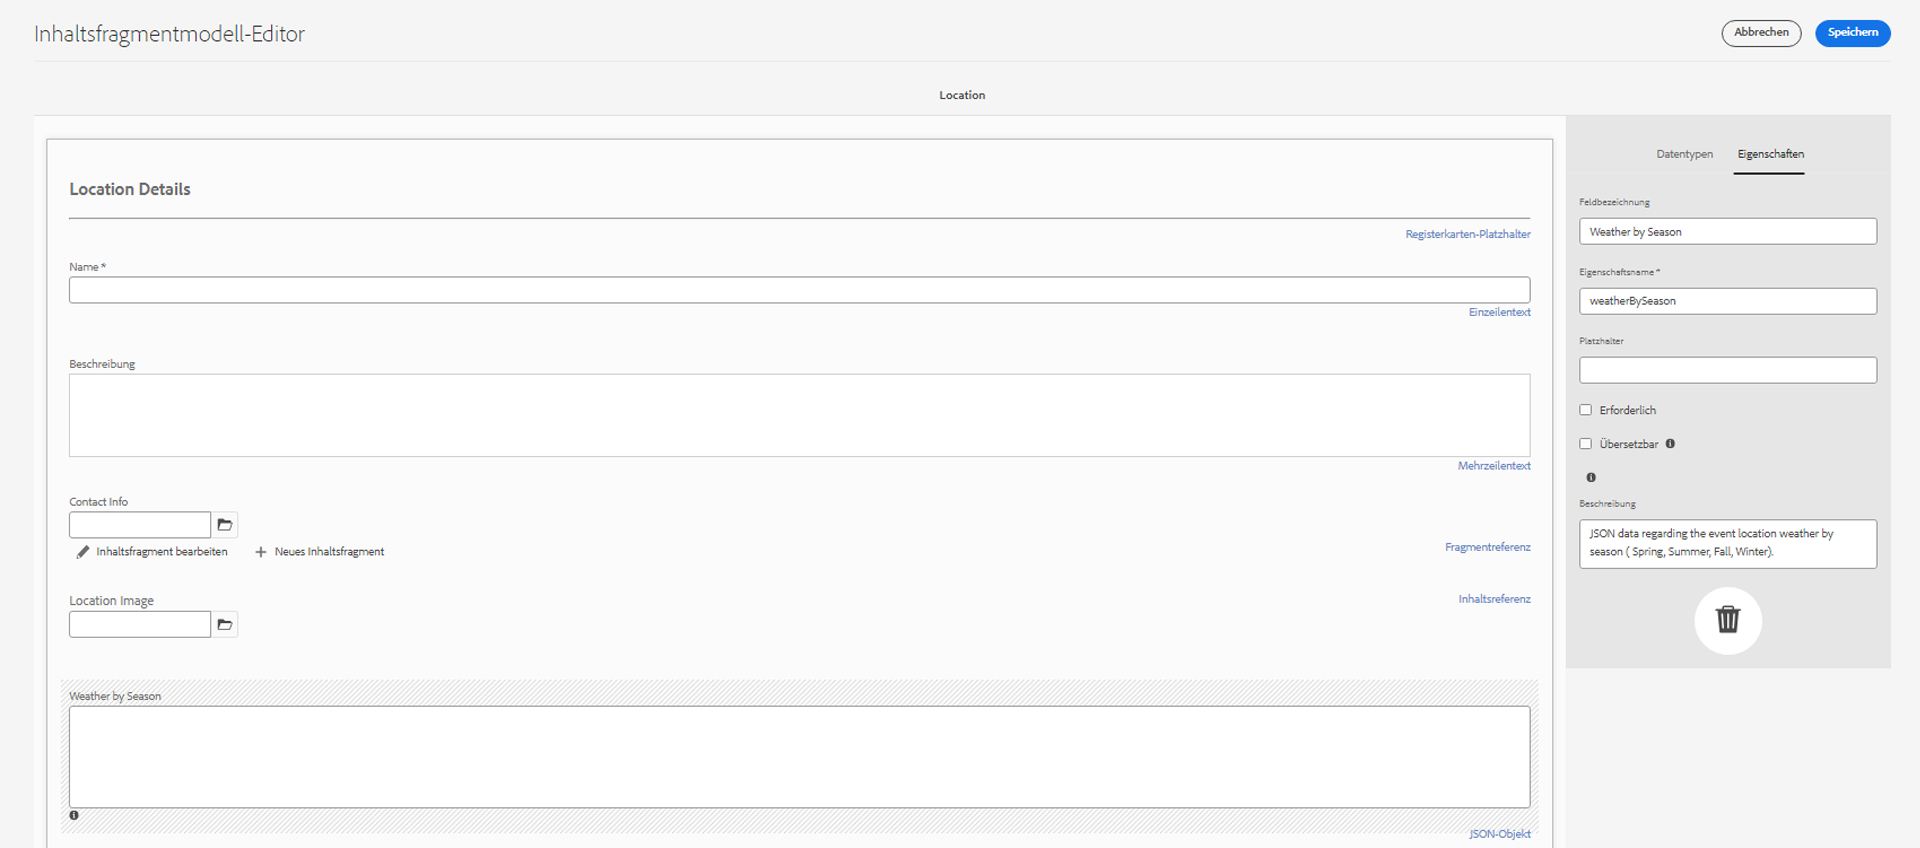 Inhaltsfragmentmodell-Editor
Abbrechen
Speichern
Location
Location Details
Registerkarten-Platzhalter
Name *
Einzeilentext
Beschreibung
Mehrzeilentext
Contact Info
Inhaltsfragment bearbeiten
Neues Inhaltsfragment
Fragmentreferenz
Location Image
Inhaltsreferenz
Weather by Season
JSON-Objekt
Datentypen
Eigenschaften
Feldbezeichnung
Weather by Season
Eigenschaftsname *
weatherBySeason
Platzhalter
Erforderlich
Übersetzbar
Beschreibung
JSON data regarding the event location weather by
season ( Spring, Summer, Fall, Winter).